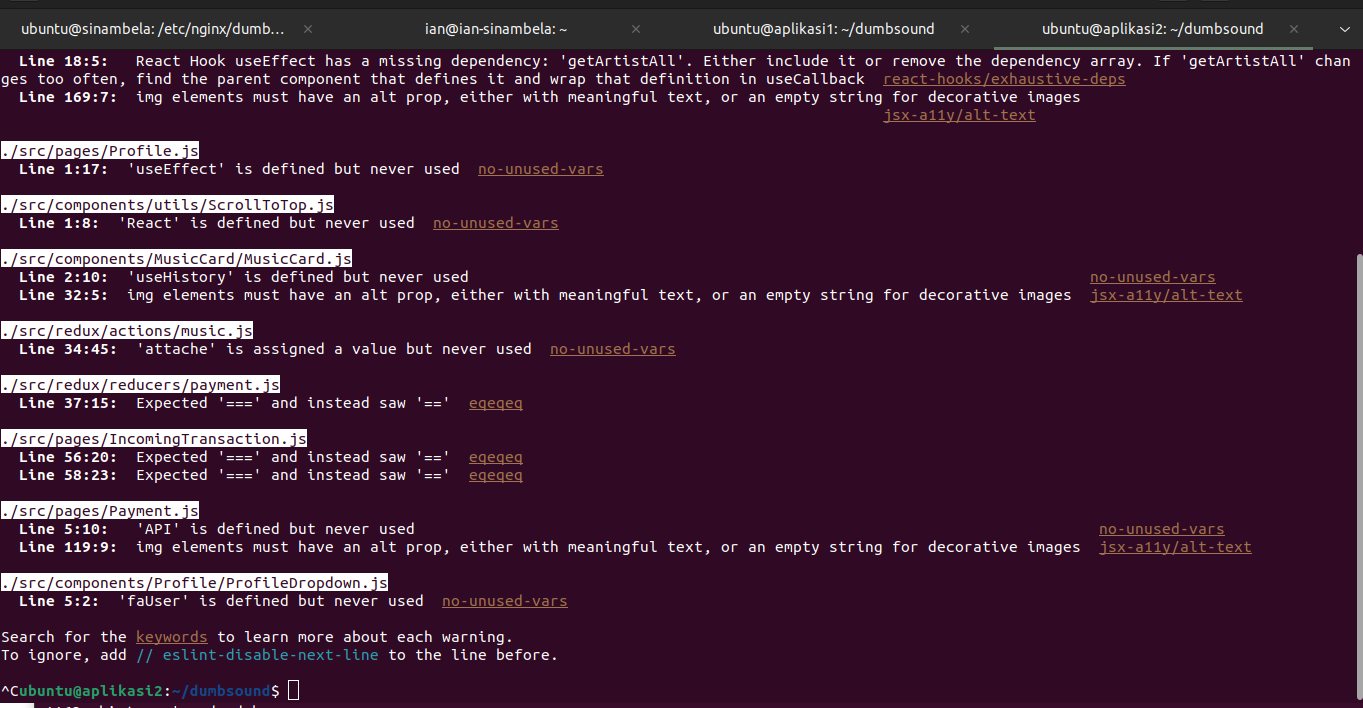 ubuntu@sinambela: /etc/nginx/dumb… × ian@ian-sinambela: ~ × ubuntu@aplikasi1: ~/dumbsound × ubuntu@aplikasi2: ~/dumbsound ×
Line 18:5: React Hook useEffect has a missing dependency: 'getArtistAll'. Either include it or remove the dependency array. If 'getArtistAll' chan
ges too often, find the parent component that defines it and wrap that definition in useCallback react-hooks/exhaustive-deps
Line 169:7: img elements must have an alt prop, either with meaningful text, or an empty string for decorative images
jsx-a11y/alt-text
./src/pages/Profile.js
Line 1:17: 'useEffect' is defined but never used no-unused-vars
./src/components/utils/ScrollToTop.js
Line 1:8: 'React' is defined but never used no-unused-vars
./src/components/MusicCard/MusicCard.js
Line 2:10: 'useHistory' is defined but never used no-unused-vars
Line 32:5: img elements must have an alt prop, either with meaningful text, or an empty string for decorative images jsx-a11y/alt-text
./src/redux/actions/music.js
Line 34:45: 'attache' is assigned a value but never used no-unused-vars
./src/redux/reducers/payment.js
Line 37:15: Expected '===' and instead saw '==' eqeqeq
./src/pages/IncomingTransaction.js
Line 56:20: Expected '===' and instead saw '==' eqeqeq
Line 58:23: Expected '===' and instead saw '==' eqeqeq
./src/pages/Payment.js
Line 5:10: 'API' is defined but never used no-unused-vars
Line 119:9: img elements must have an alt prop, either with meaningful text, or an empty string for decorative images jsx-a11y/alt-text
./src/components/Profile/ProfileDropdown.js
Line 5:2: 'faUser' is defined but never used no-unused-vars
Search for the keywords to learn more about each warning.
To ignore, add // eslint-disable-next-line to the line before.
^Cubuntu@aplikasi2:~/dumbsound$